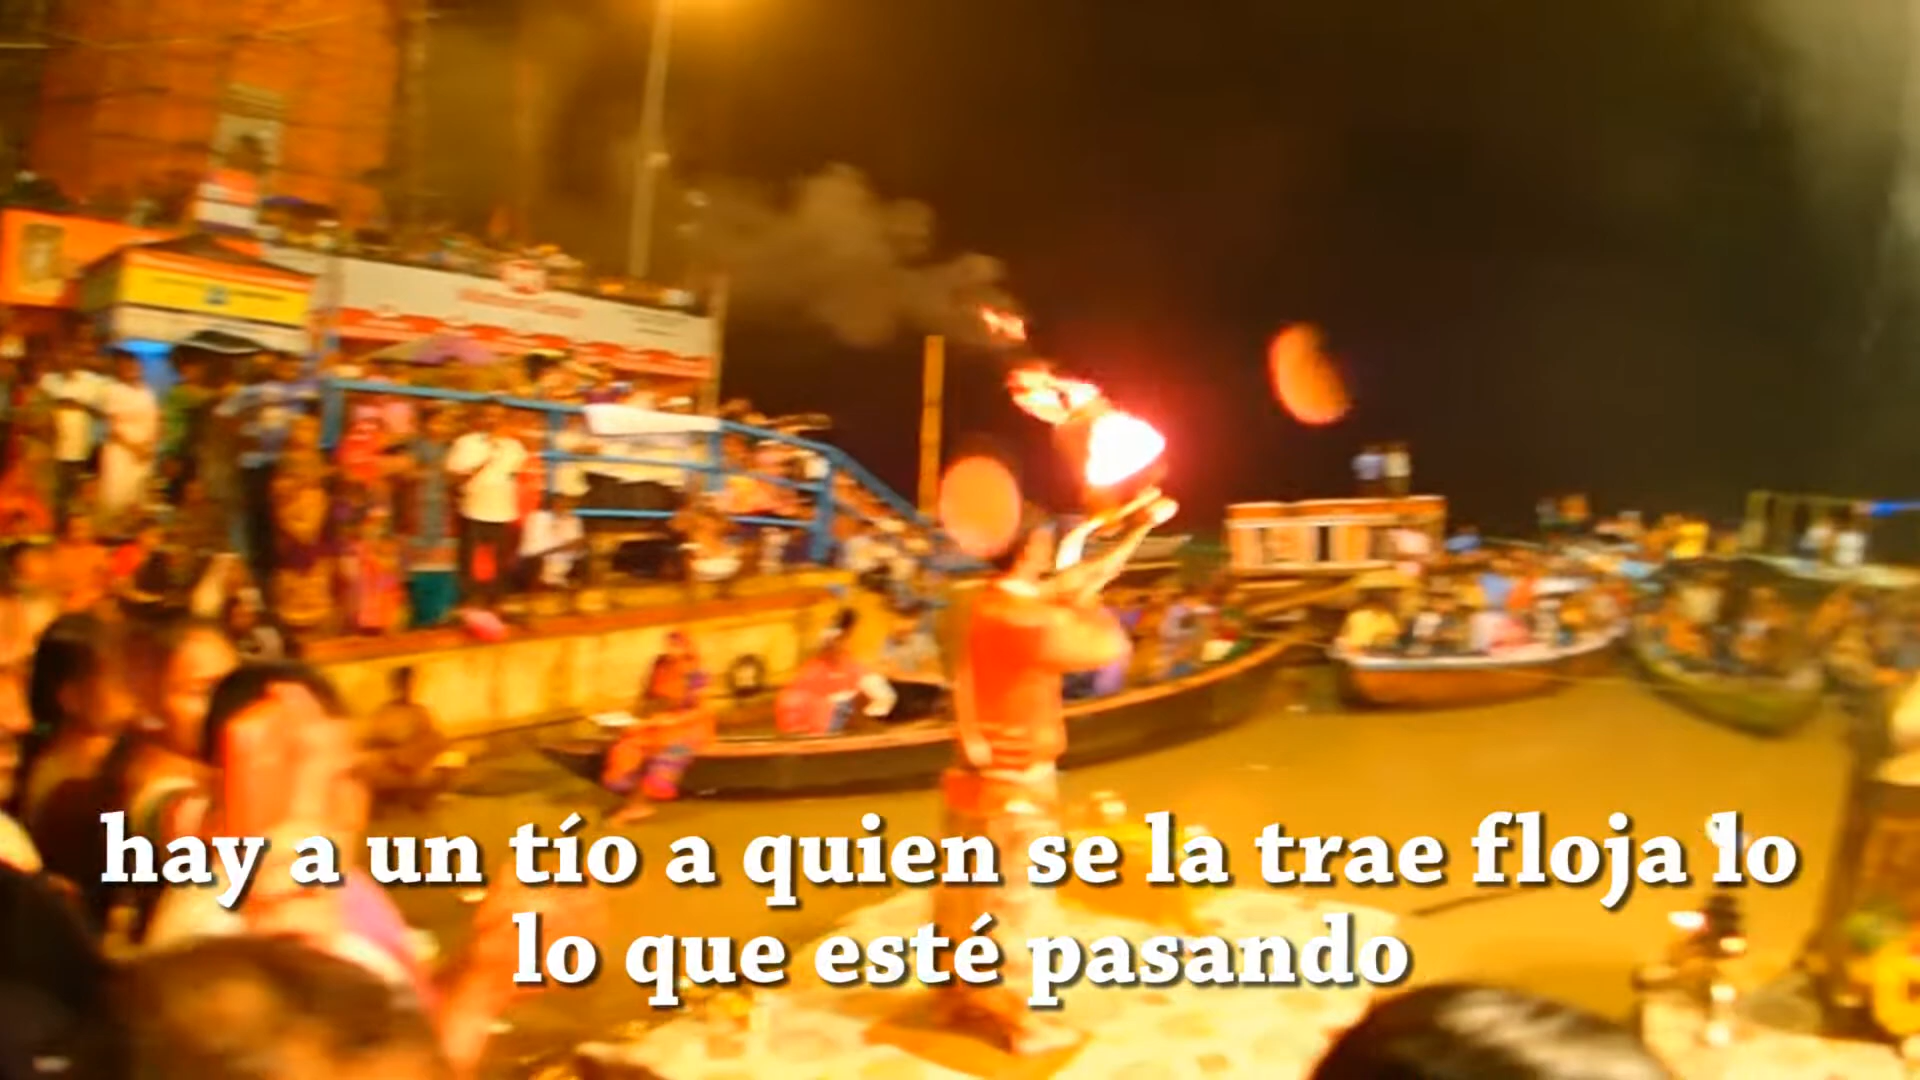 hay a un tío a quien se la trae floja lo
lo que esté pasando